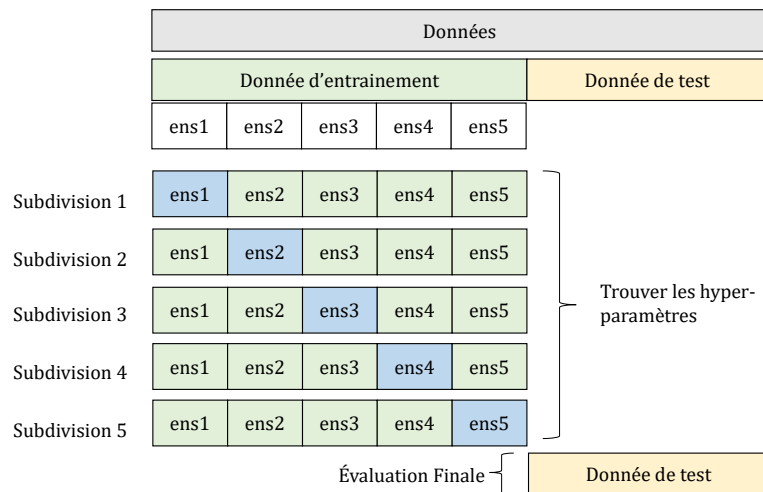 Données
Donnée d'entrainement Donnée de test
ens1 ens2 ens3 ens4 ens5
Subdivision 1 ens1 ens2 ens3 ens4 ens5
Subdivision 2 ens1 ens2 ens3 ens4 ens5
Subdivision 3 ens1 ens2 ens3 ens4 ens5
Subdivision 4 ens1 ens2 ens3 ens4 ens5
Subdivision 5 ens1 ens2 ens3 ens4 ens5
Trouver les hyper-
paramètres
Évaluation Finale Donnée de test